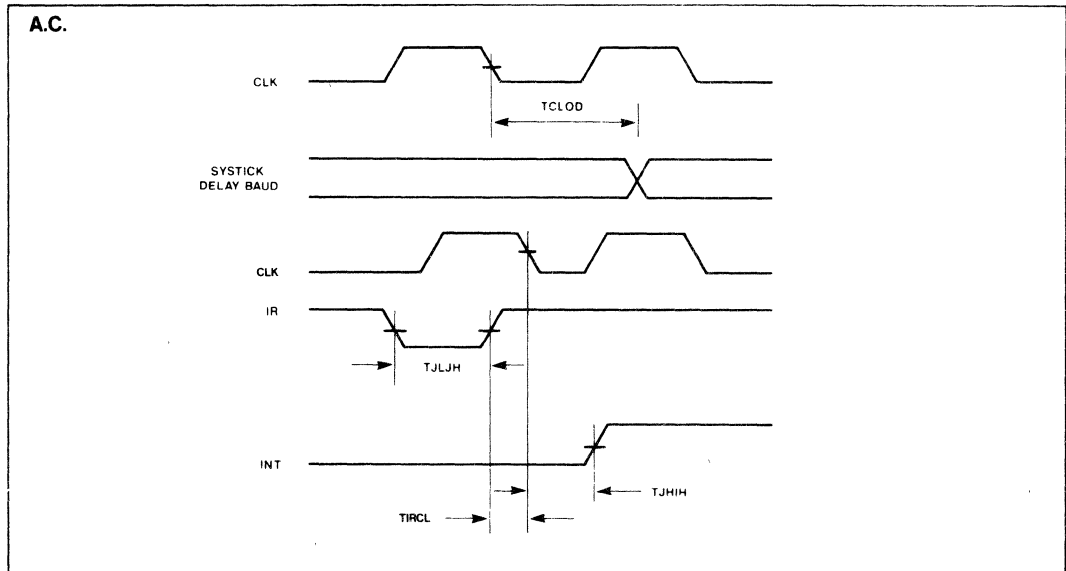 A.C.
CLK
TCLOD
SYSTICK
DELAY BAUD
CLK
IR
TJLJH
INT
TJHIH
TIRCL